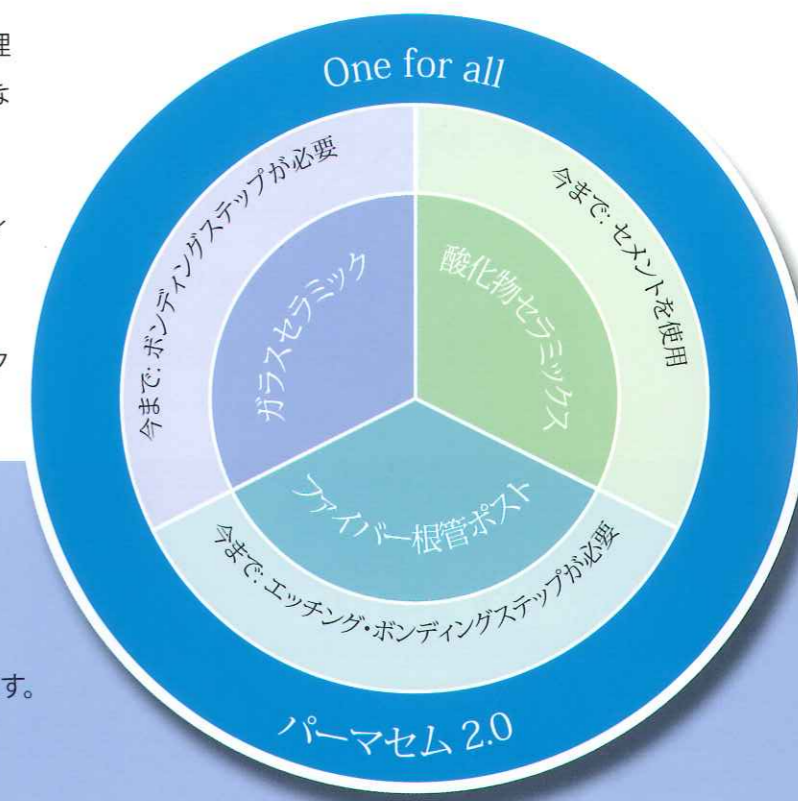 理
One for all
今まで: ボンディングステップが必要
今まで: セメントを使用
ガラスセラミック
酸化物セラミックス
ファイバー根管ポスト
今まで: エッチング・ボンディングステップが必要
す。
パーマセム 2.0